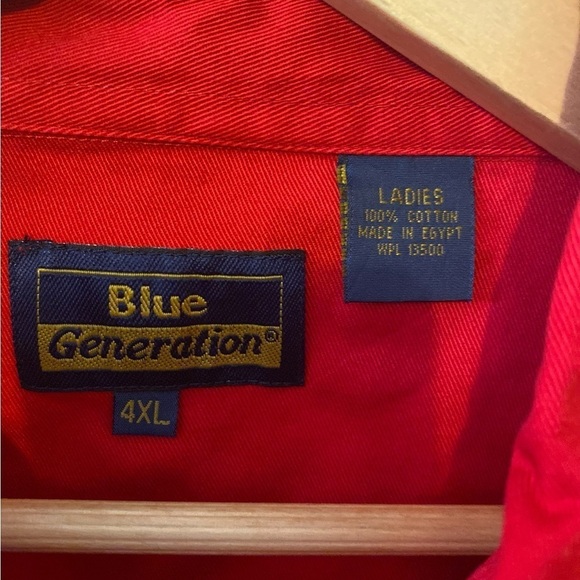 LADIES
100% COTTON
MADE IN EGYPT
WPL 13500
Blue
Generation®
4XL